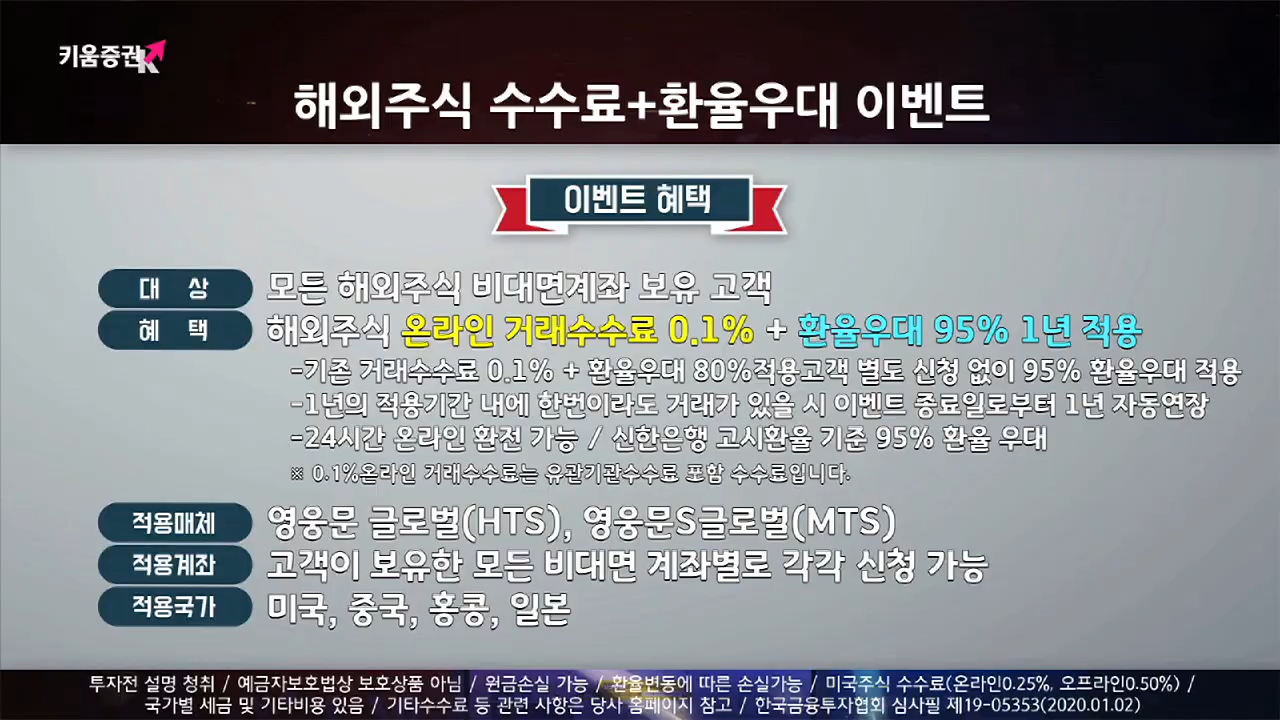 키움증권
해외주식 수수료+환율우대 이벤트
이벤트 혜택
대 상 모든 해외주식 비대면계좌 보유 고객
혜 택 해외주식 온라인 거래수수료 0.1% + 환율우대 95% 1년 적용
-기존 거래수수료 0.1% + 환율우대 80%적용고객 별도 신청 없이 95% 환율우대 적용
-1년의 적용기간 내에 한번이라도 거래가 있을 시 이벤트 종료일로부터 1년 자동연장
-24시간 온라인 환전 가능 / 신한은행 고시환율 기준 95% 환율 우대
※ 0.1%온라인 거래수수료는 유관기관수수료 포함 수수료입니다.
적용매체 영웅문 글로벌(HTS), 영웅문S글로벌(MTS)
적용계좌 고객이 보유한 모든 비대면 계좌별로 각각 신청 가능
적용국가 미국, 중국, 홍콩, 일본
투자전 설명 청취 / 예금자보호법상 보호상품 아님 / 원금손실 가능 / 환율변동에 따른 손실가능 / 미국주식 수수료(온라인0.25%, 오프라인0.50%) /
국가별 세금 및 기타비용 있음 / 기타수수료 등 관련 사항은 당사 홈페이지 참고 / 한국금융투자협회 심사필 제19-05353(2020.01.02)